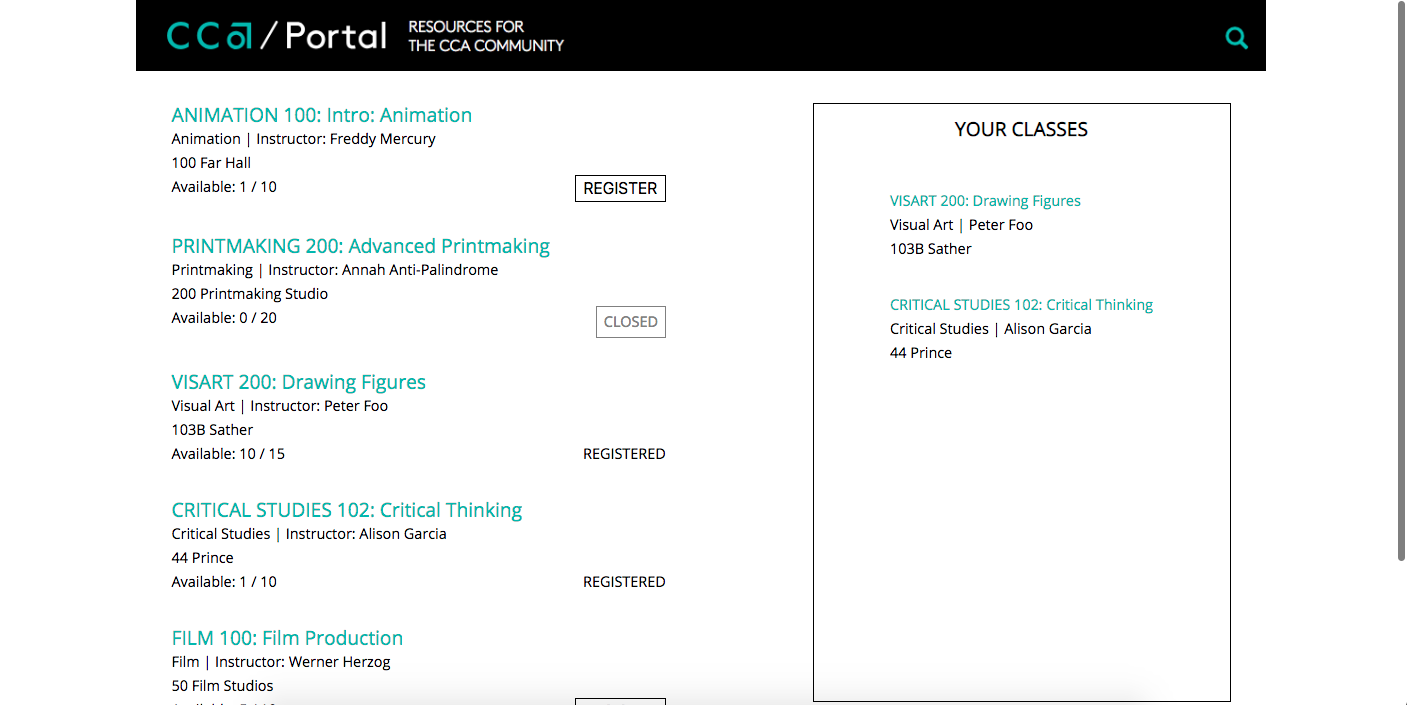 CCa / Portal
RESOURCES FOR
THE CCA COMMUNITY
ANIMATION 100: Intro: Animation
Animation | Instructor: Freddy Mercury
100 Far Hall
Available: 1 / 10
REGISTER
PRINTMAKING 200: Advanced Printmaking
Printmaking | Instructor: Annah Anti-Palindrome
200 Printmaking Studio
Available: 0 / 20
CLOSED
VISART 200: Drawing Figures
Visual Art | Instructor: Peter Foo
103B Sather
Available: 10 / 15
REGISTERED
CRITICAL STUDIES 102: Critical Thinking
Critical Studies | Instructor: Alison Garcia
44 Prince
Available: 1 / 10
REGISTERED
FILM 100: Film Production
Film | Instructor: Werner Herzog
50 Film Studios
YOUR CLASSES
VISART 200: Drawing Figures
Visual Art | Peter Foo
103B Sather
CRITICAL STUDIES 102: Critical Thinking
Critical Studies | Alison Garcia
44 Prince